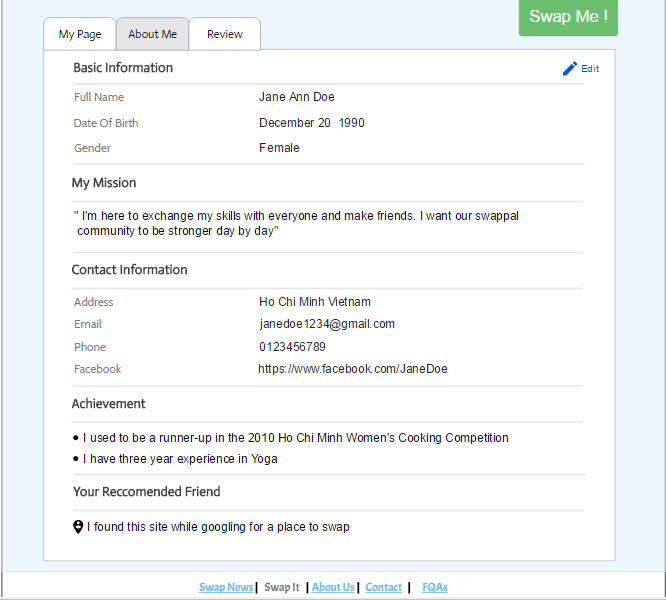 Swap Me !
My Page About Me Review
Basic Information
Edit
Full Name Jane Ann Doe
Date Of Birth December 20 1990
Gender Female
My Mission
" I'm here to exchange my skills with everyone and make friends. I want our swappal
community to be stronger day by day"
Contact Information
Address Ho Chi Minh Vietnam
Email janedoe1234@gmail.com
Phone 0123456789
Facebook https://www.facebook.com/JaneDoe
Achievement
• I used to be a runner-up in the 2010 Ho Chi Minh Women's Cooking Competition
• I have three year experience in Yoga
Your Reccomended Friend
I found this site while googling for a place to swap
Swap News | Swap It | About Us | Contact | FQAs